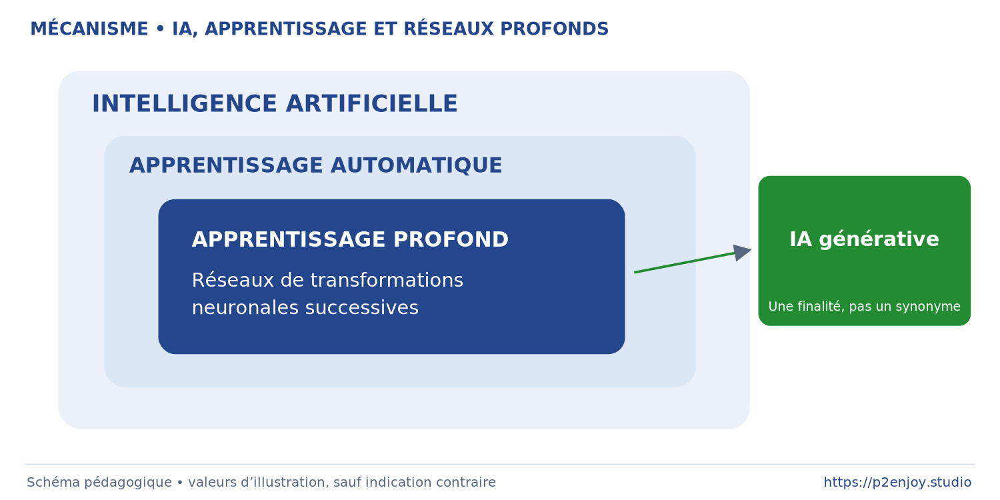 MÉCANISME • IA, APPRENTISSAGE ET RÉSEAUX PROFONDS
INTELLIGENCE ARTIFICIELLE
APPRENTISSAGE AUTOMATIQUE
APPRENTISSAGE PROFOND
Réseaux de transformations
neuronales successives
IA générative
Une finalité, pas un synonyme
Schéma pédagogique • valeurs d’illustration, sauf indication contraire
https://p2enjoy.studio